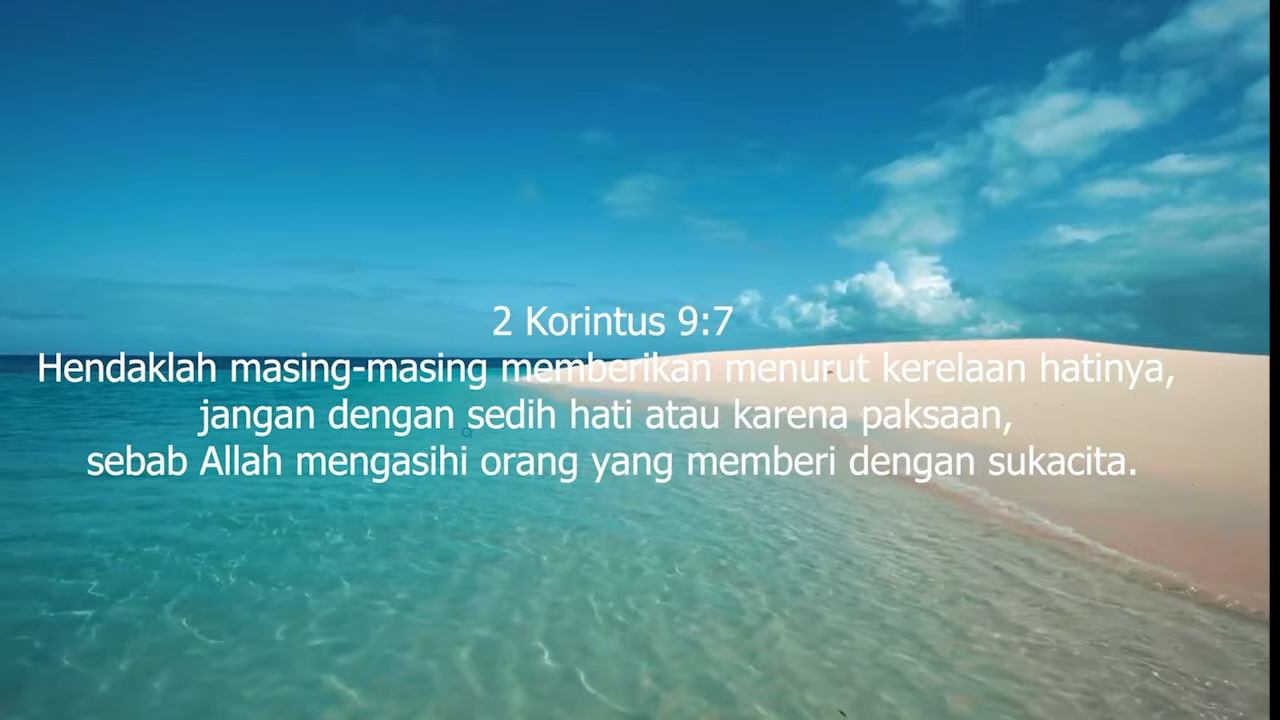 2 Korintus 9:7
Hendaklah masing-masing memberikan menurut kerelaan hatinya,
jangan dengan sedih hati atau karena paksaan,
sebab Allah mengasihi orang yang memberi dengan sukacita.